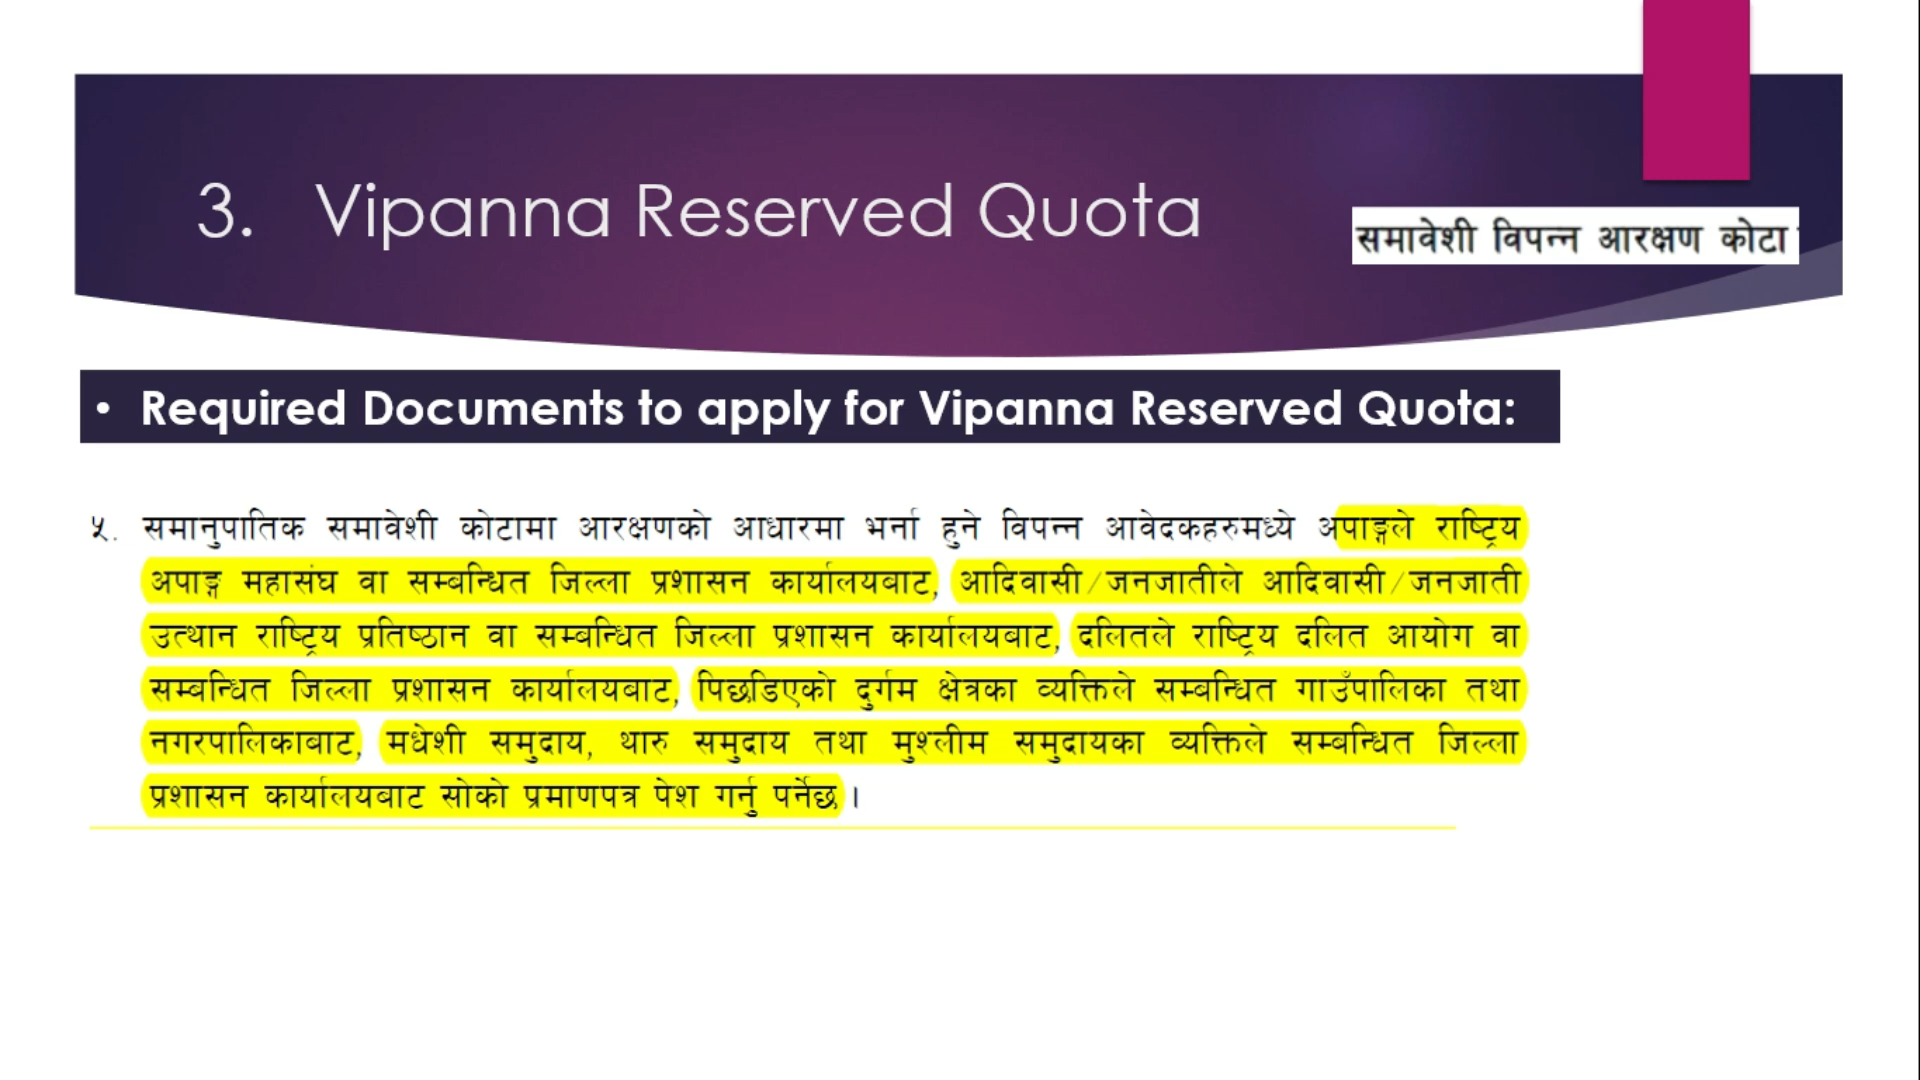 3. Vipanna Reserved Quota
समावेशी विपन्न आरक्षण कोटा
• Required Documents to apply for Vipanna Reserved Quota:
५. समानुपातिक समावेशी कोटामा आरक्षणको आधारमा भर्ना हुने विपन्न आवेदकहरुमध्ये अपाङ्गले राष्ट्रिय
अपाङ्ग महासंघ वा सम्बन्धित जिल्ला प्रशासन कार्यालयबाट, आदिवासी/जनजातीले आदिवासी/जनजाती
उत्थान राष्ट्रिय प्रतिष्ठान वा सम्बन्धित जिल्ला प्रशासन कार्यालयबाट, दलितले राष्ट्रिय दलित आयोग वा
सम्बन्धित जिल्ला प्रशासन कार्यालयबाट, पिछडिएको दुर्गम क्षेत्रका व्यक्तिले सम्बन्धित गाउँपालिका तथा
नगरपालिकाबाट, मधेशी समुदाय, थारु समुदाय तथा मुश्लीम समुदायका व्यक्तिले सम्बन्धित जिल्ला
प्रशासन कार्यालयबाट सोको प्रमाणपत्र पेश गर्नु पर्नेछ ।